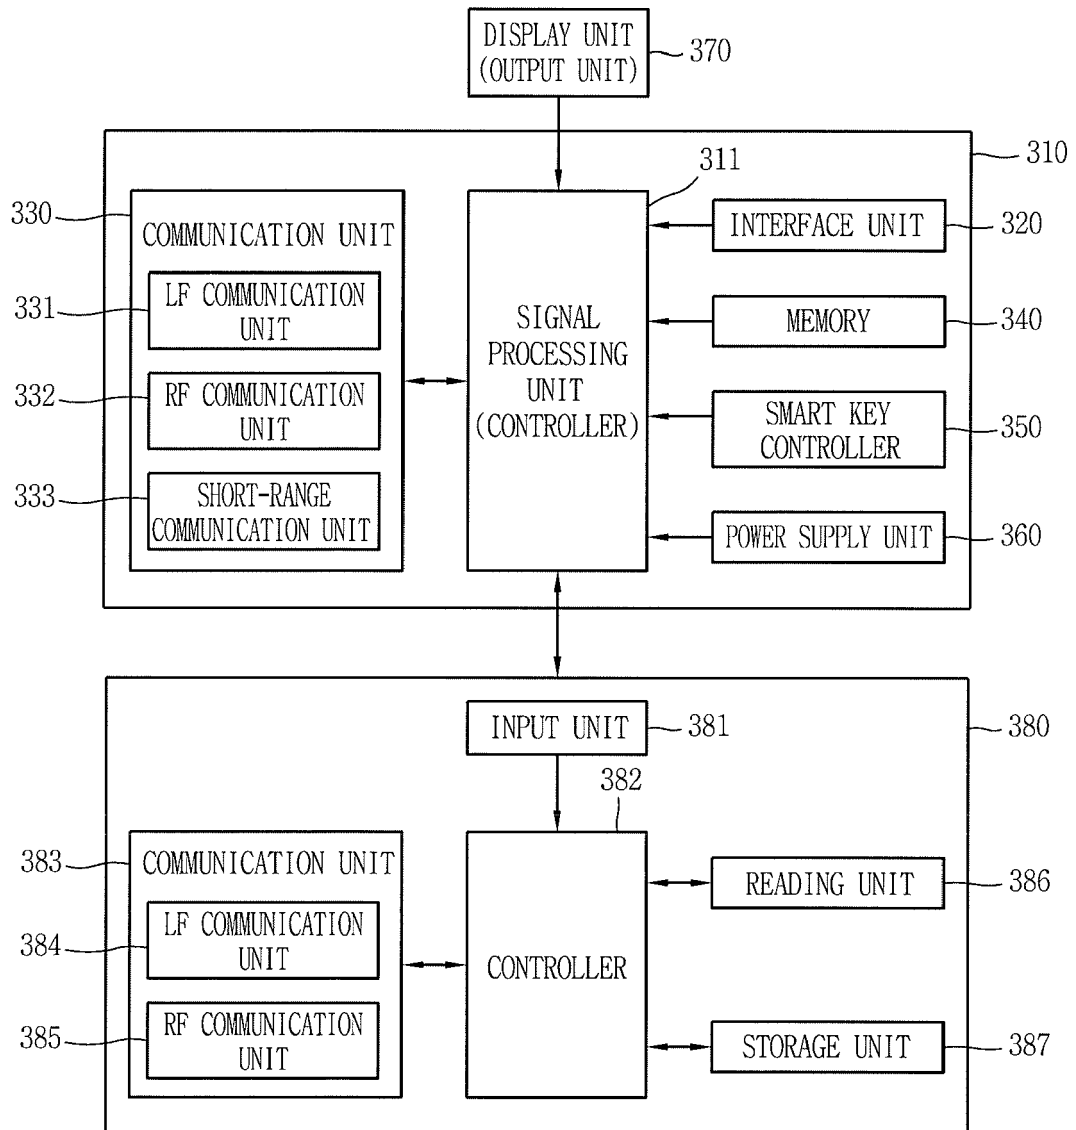 DISPLAY UNIT
(OUTPUT UNIT)
370
310
311
330
COMMUNICATION UNIT
INTERFACE UNIT
320
331
LF COMMUNICATION
UNIT
SIGNAL
PROCESSING
UNIT
(CONTROLLER)
MEMORY
340
332
RF COMMUNICATION
UNIT
SMART KEY
CONTROLLER
350
333
SHORT-RANGE
COMMUNICATION UNIT
POWER SUPPLY UNIT
360
INPUT UNIT
381
380
382
383
COMMUNICATION UNIT
READING UNIT
386
384
LF COMMUNICATION
UNIT
CONTROLLER
385
RF COMMUNICATION
UNIT
STORAGE UNIT
387